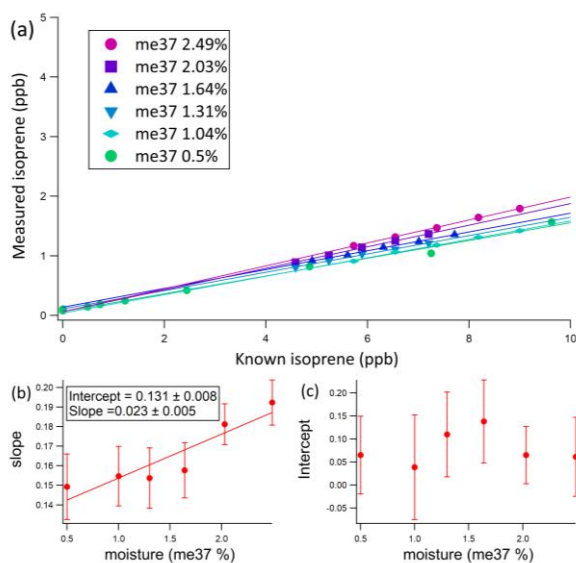 (a)
5
4
3
2
1
0
Measured isoprene (ppb)
me37 2.49%
me37 2.03%
me37 1.64%
me37 1.31%
me37 1.04%
me37 0.5%
0 2 4 6 8 10
Known isoprene (ppb)
(b)
0.20
0.19
0.18
0.17
0.16
0.15
0.14
slope
Intercept = 0.131 ± 0.008
Slope =0.023 ± 0.005
0.5 1.0 1.5 2.0
moisture (me37 %)
(c)
0.20
0.15
0.10
0.05
0.00
-0.05
Intercept
0.5 1.0 1.5 2.0
moisture (me37 %)